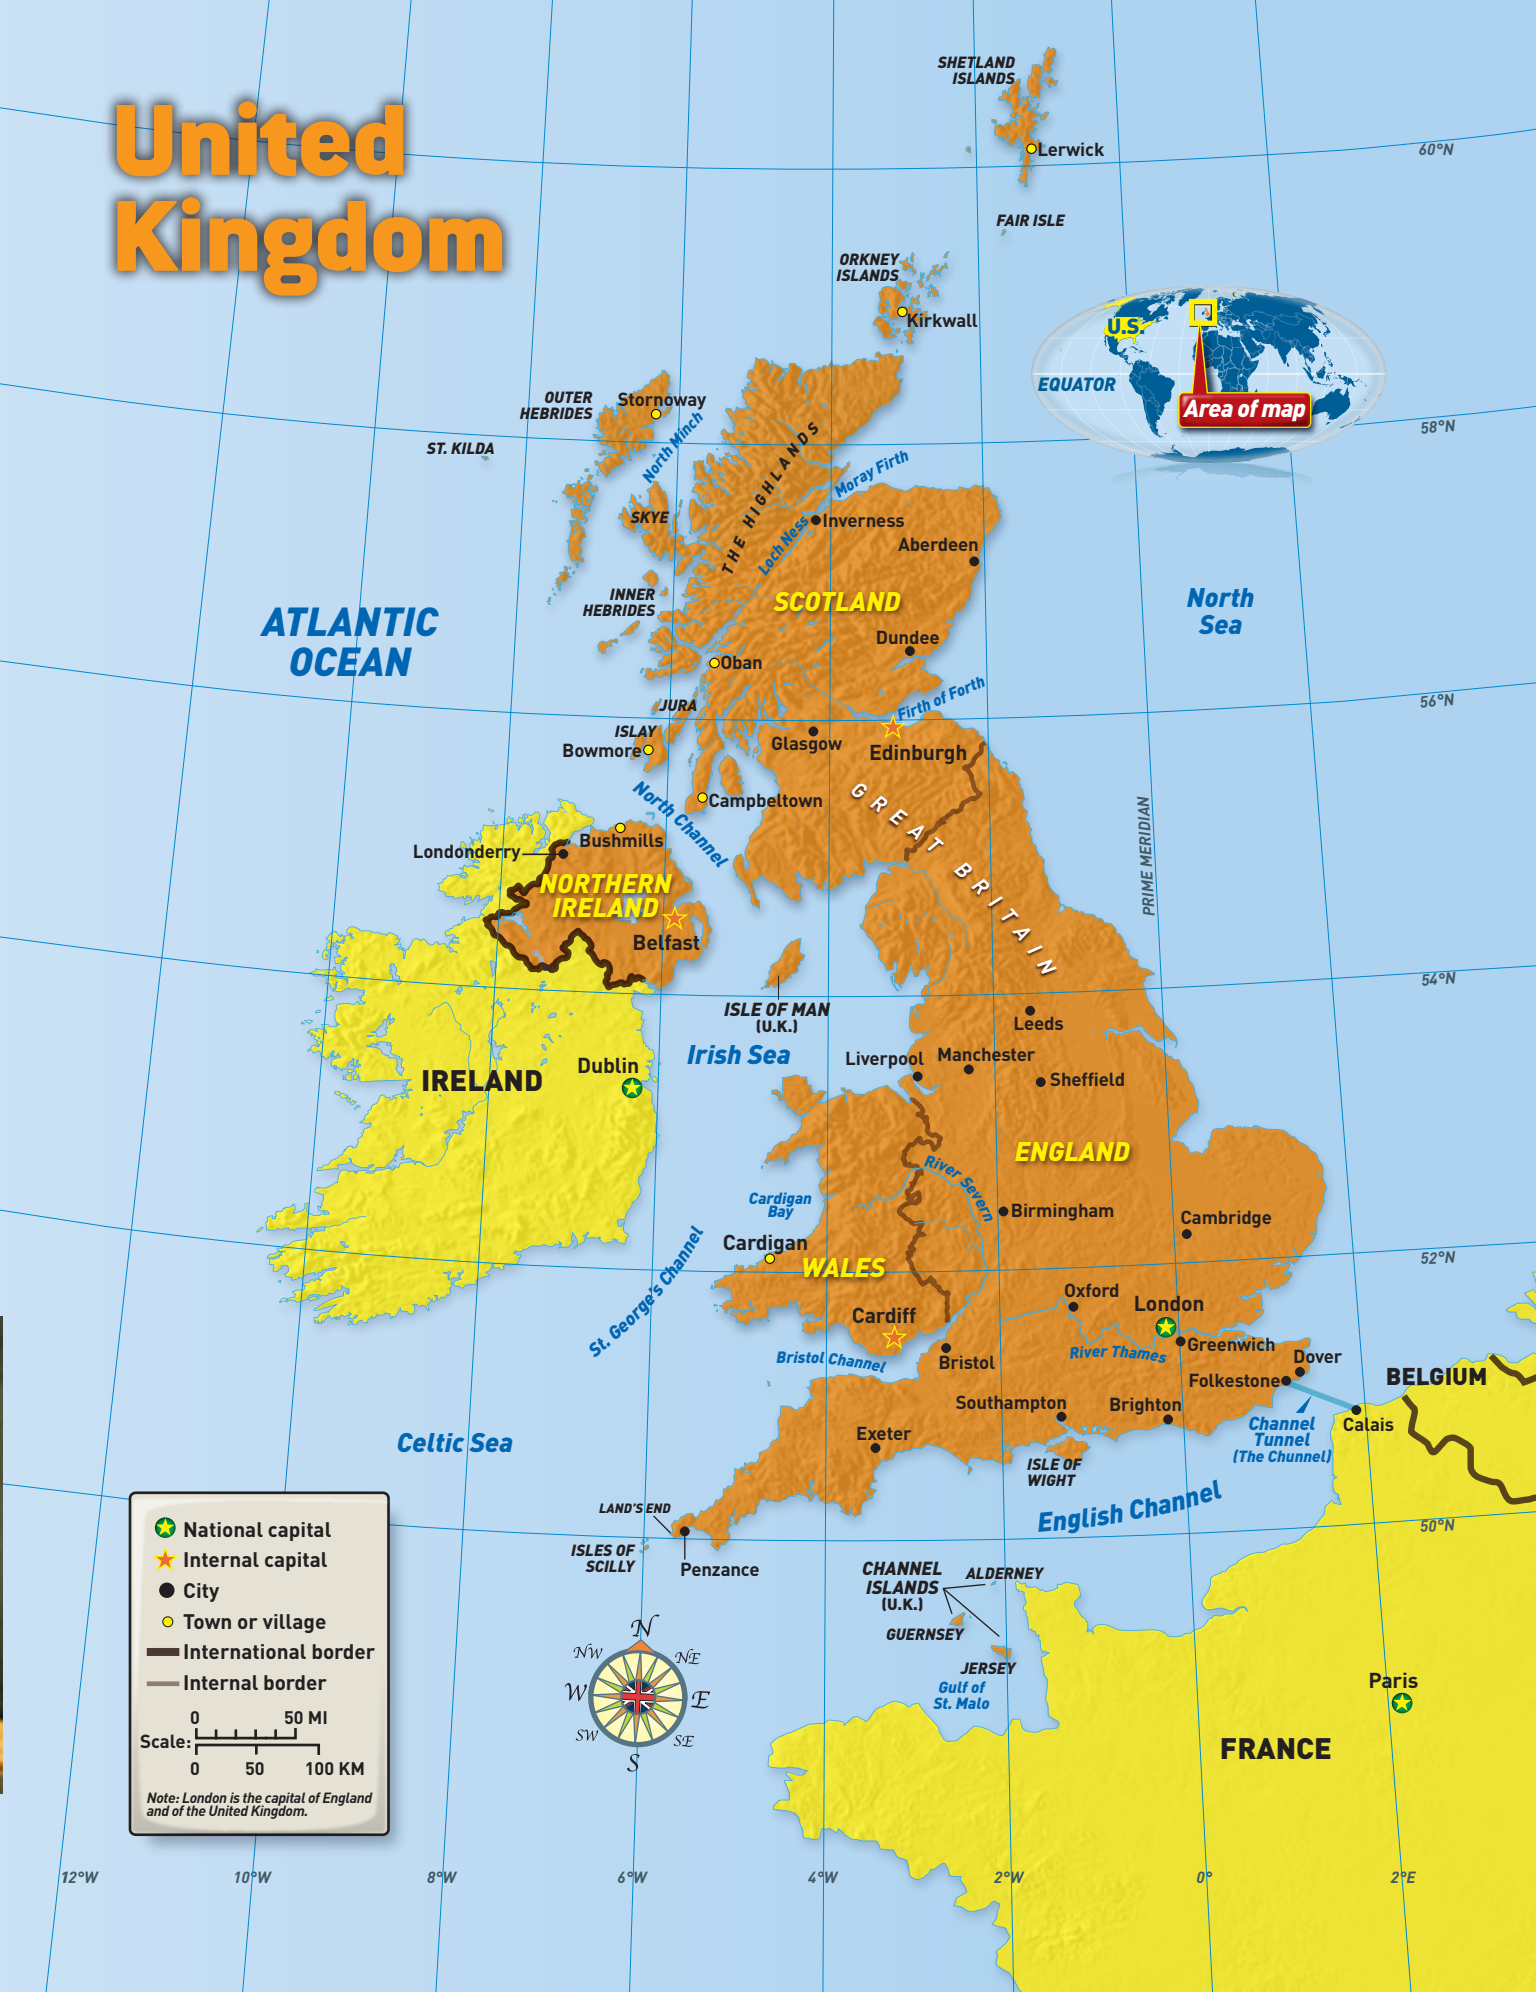 United
Kingdom
SHETLAND
ISLANDS
Lerwick
60°N
FAIR ISLE
ORKNEY
ISLANDS
Kirkwall
U.S.
EQUATOR
Area of map
OUTER
HEBRIDES
Stornoway
North Minch
ST. KILDA
58°N
THE HIGHLANDS
Moray Firth
SKYE
Loch Ness
Inverness
Aberdeen
INNER
HEBRIDES
SCOTLAND
North
Sea
ATLANTIC
OCEAN
Dundee
Oban
Firth of Forth
56°N
JURA
ISLAY
Bowmore
Glasgow
Edinburgh
North Channel
Campbeltown
GREAT BRITAIN
PRIME MERIDIAN
Bushmills
Londonderry
NORTHERN
IRELAND
Belfast
54°N
ISLE OF MAN
(U.K.)
Leeds
Irish Sea
Liverpool
Manchester
Sheffield
Dublin
IRELAND
ENGLAND
River Severn
Cardigan
Bay
Birmingham
Cambridge
Cardigan
WALES
St. George's Channel
52°N
Oxford
London
Cardiff
Greenwich
River Thames
Dover
Bristol Channel
Bristol
Folkestone
BELGIUM
Southampton
Brighton
Calais
Channel
Tunnel
(The Chunnel)
Exeter
Celtic Sea
ISLE OF
WIGHT
English Channel
50°N
LAND'S END
ISLES OF
SCILLY
Penzance
CHANNEL
ISLANDS
(U.K.)
ALDERNEY
GUERNSEY
JERSEY
Gulf of
St. Malo
Paris
FRANCE
National capital
Internal capital
City
Town or village
International border
Internal border
0 50 MI
Scale:
0 50 100 KM
Note: London is the capital of England
and of the United Kingdom.
N
NW NE
W E
SW SE
S
12°W 10°W 8°W 6°W 4°W 2°W 0° 2°E